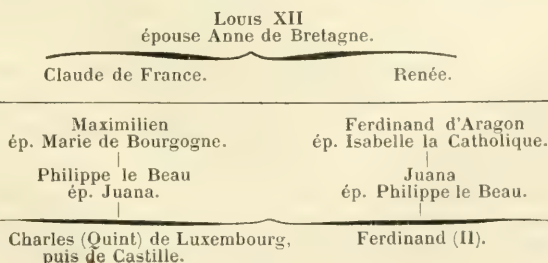 Louis XII
épouse Anne de Bretagne.
Claude de France.
Renée.
Maximilien
ép. Marie de Bourgogne.
Philippe le Beau
ép. Juana.
Ferdinand d'Aragon
ép. Isabelle la Catholique.
Juana
ép. Philippe le Beau.
Charles (Quint) de Luxembourg,
puis de Castille.
Ferdinand (II).